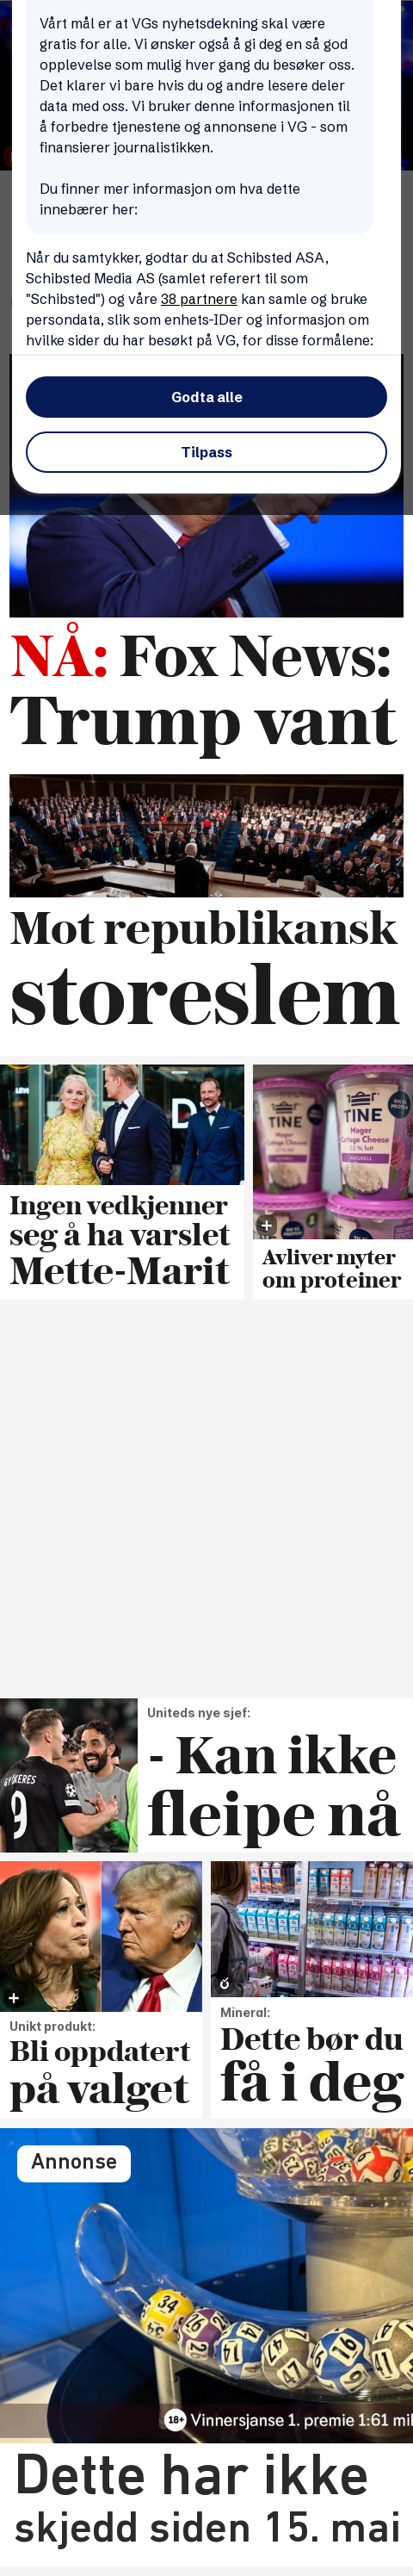 Vårt mål er at VGs nyhetsdekning skal være
gratis for alle. Vi ønsker også å gi deg en så god
opplevelse som mulig hver gang du besøker oss.
Det klarer vi bare hvis du og andre lesere deler
data med oss. Vi bruker denne informasjonen til
å forbedre tjenestene og annonsene i VG - som
finansierer journalistikken.
Du finner mer informasjon om hva dette
innebærer her:
Når du samtykker, godtar du at Schibsted ASA,
Schibsted Media AS (samlet referert til som
"Schibsted") og våre 38 partnere kan samle og bruke
persondata, slik som enhets-IDer og informasjon om
hvilke sider du har besøkt på VG, for disse formålene:
Godta alle
Tilpass
NÅ: Fox News:
Trump vant
Mot republikansk
storeslem
Ingen vedkjenner
seg å ha varslet
Mette-Marit
TINE
Mager
Cottage Cheese
TINE
Avliver myter
om proteiner
GYÖKERES
9
Uniteds nye sjef:
- Kan ikke
fleipe nå
Unikt produkt:
Bli oppdatert
på valget
Mineral:
Dette bør du
få i deg
Annonse
34
18+ Vinnersjanse 1. premie 1:61 mil
Dette har ikke
skjedd siden 15. mai